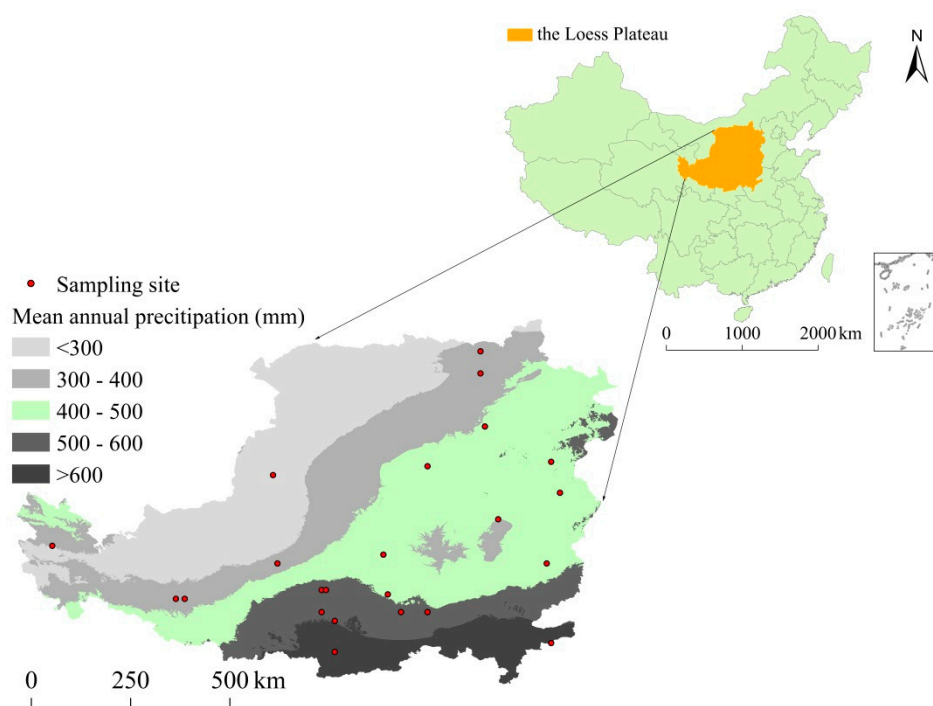 the Loess Plateau
N
0 1000 2000 km
Sampling site
Mean annual precitipation (mm)
<300
300 - 400
400 - 500
500 - 600
>600
0 250 500 km